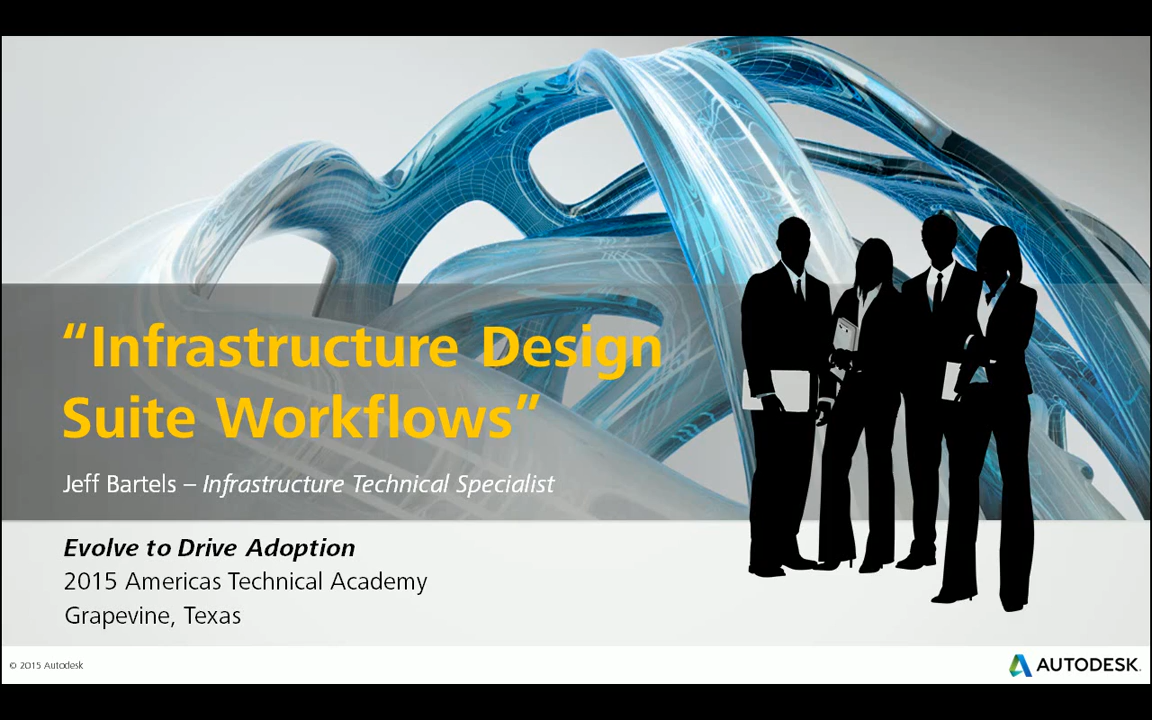 “Infrastructure Design
Suite Workflows”
Jeff Bartels – Infrastructure Technical Specialist
Evolve to Drive Adoption
2015 Americas Technical Academy
Grapevine, Texas
© 2015 Autodesk
AUTODESK.